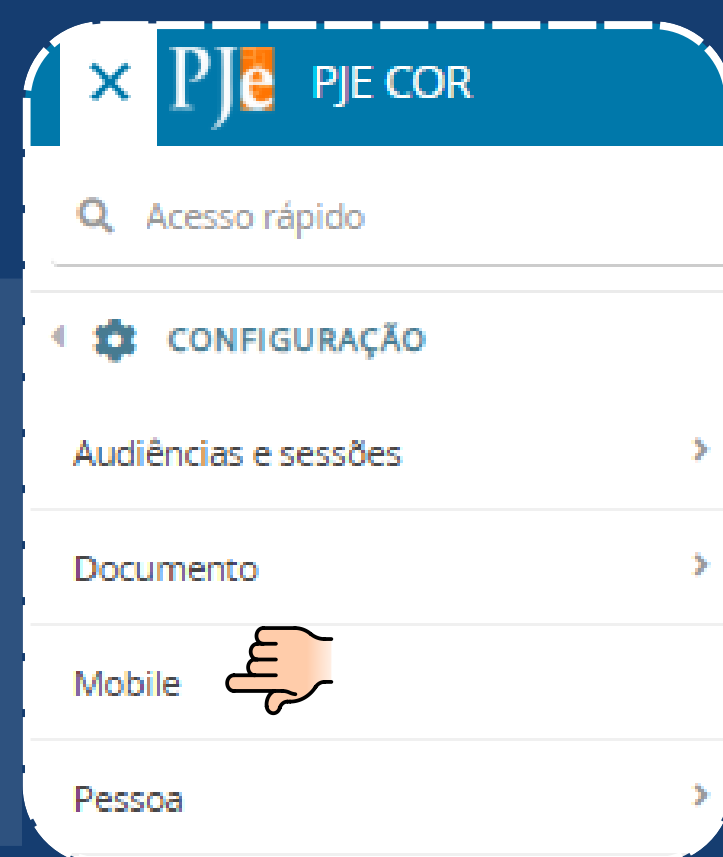 PJe PJE COR
Acesso rápido
CONFIGURAÇÃO
Audiências e sessões
Documento
Mobile
Pessoa